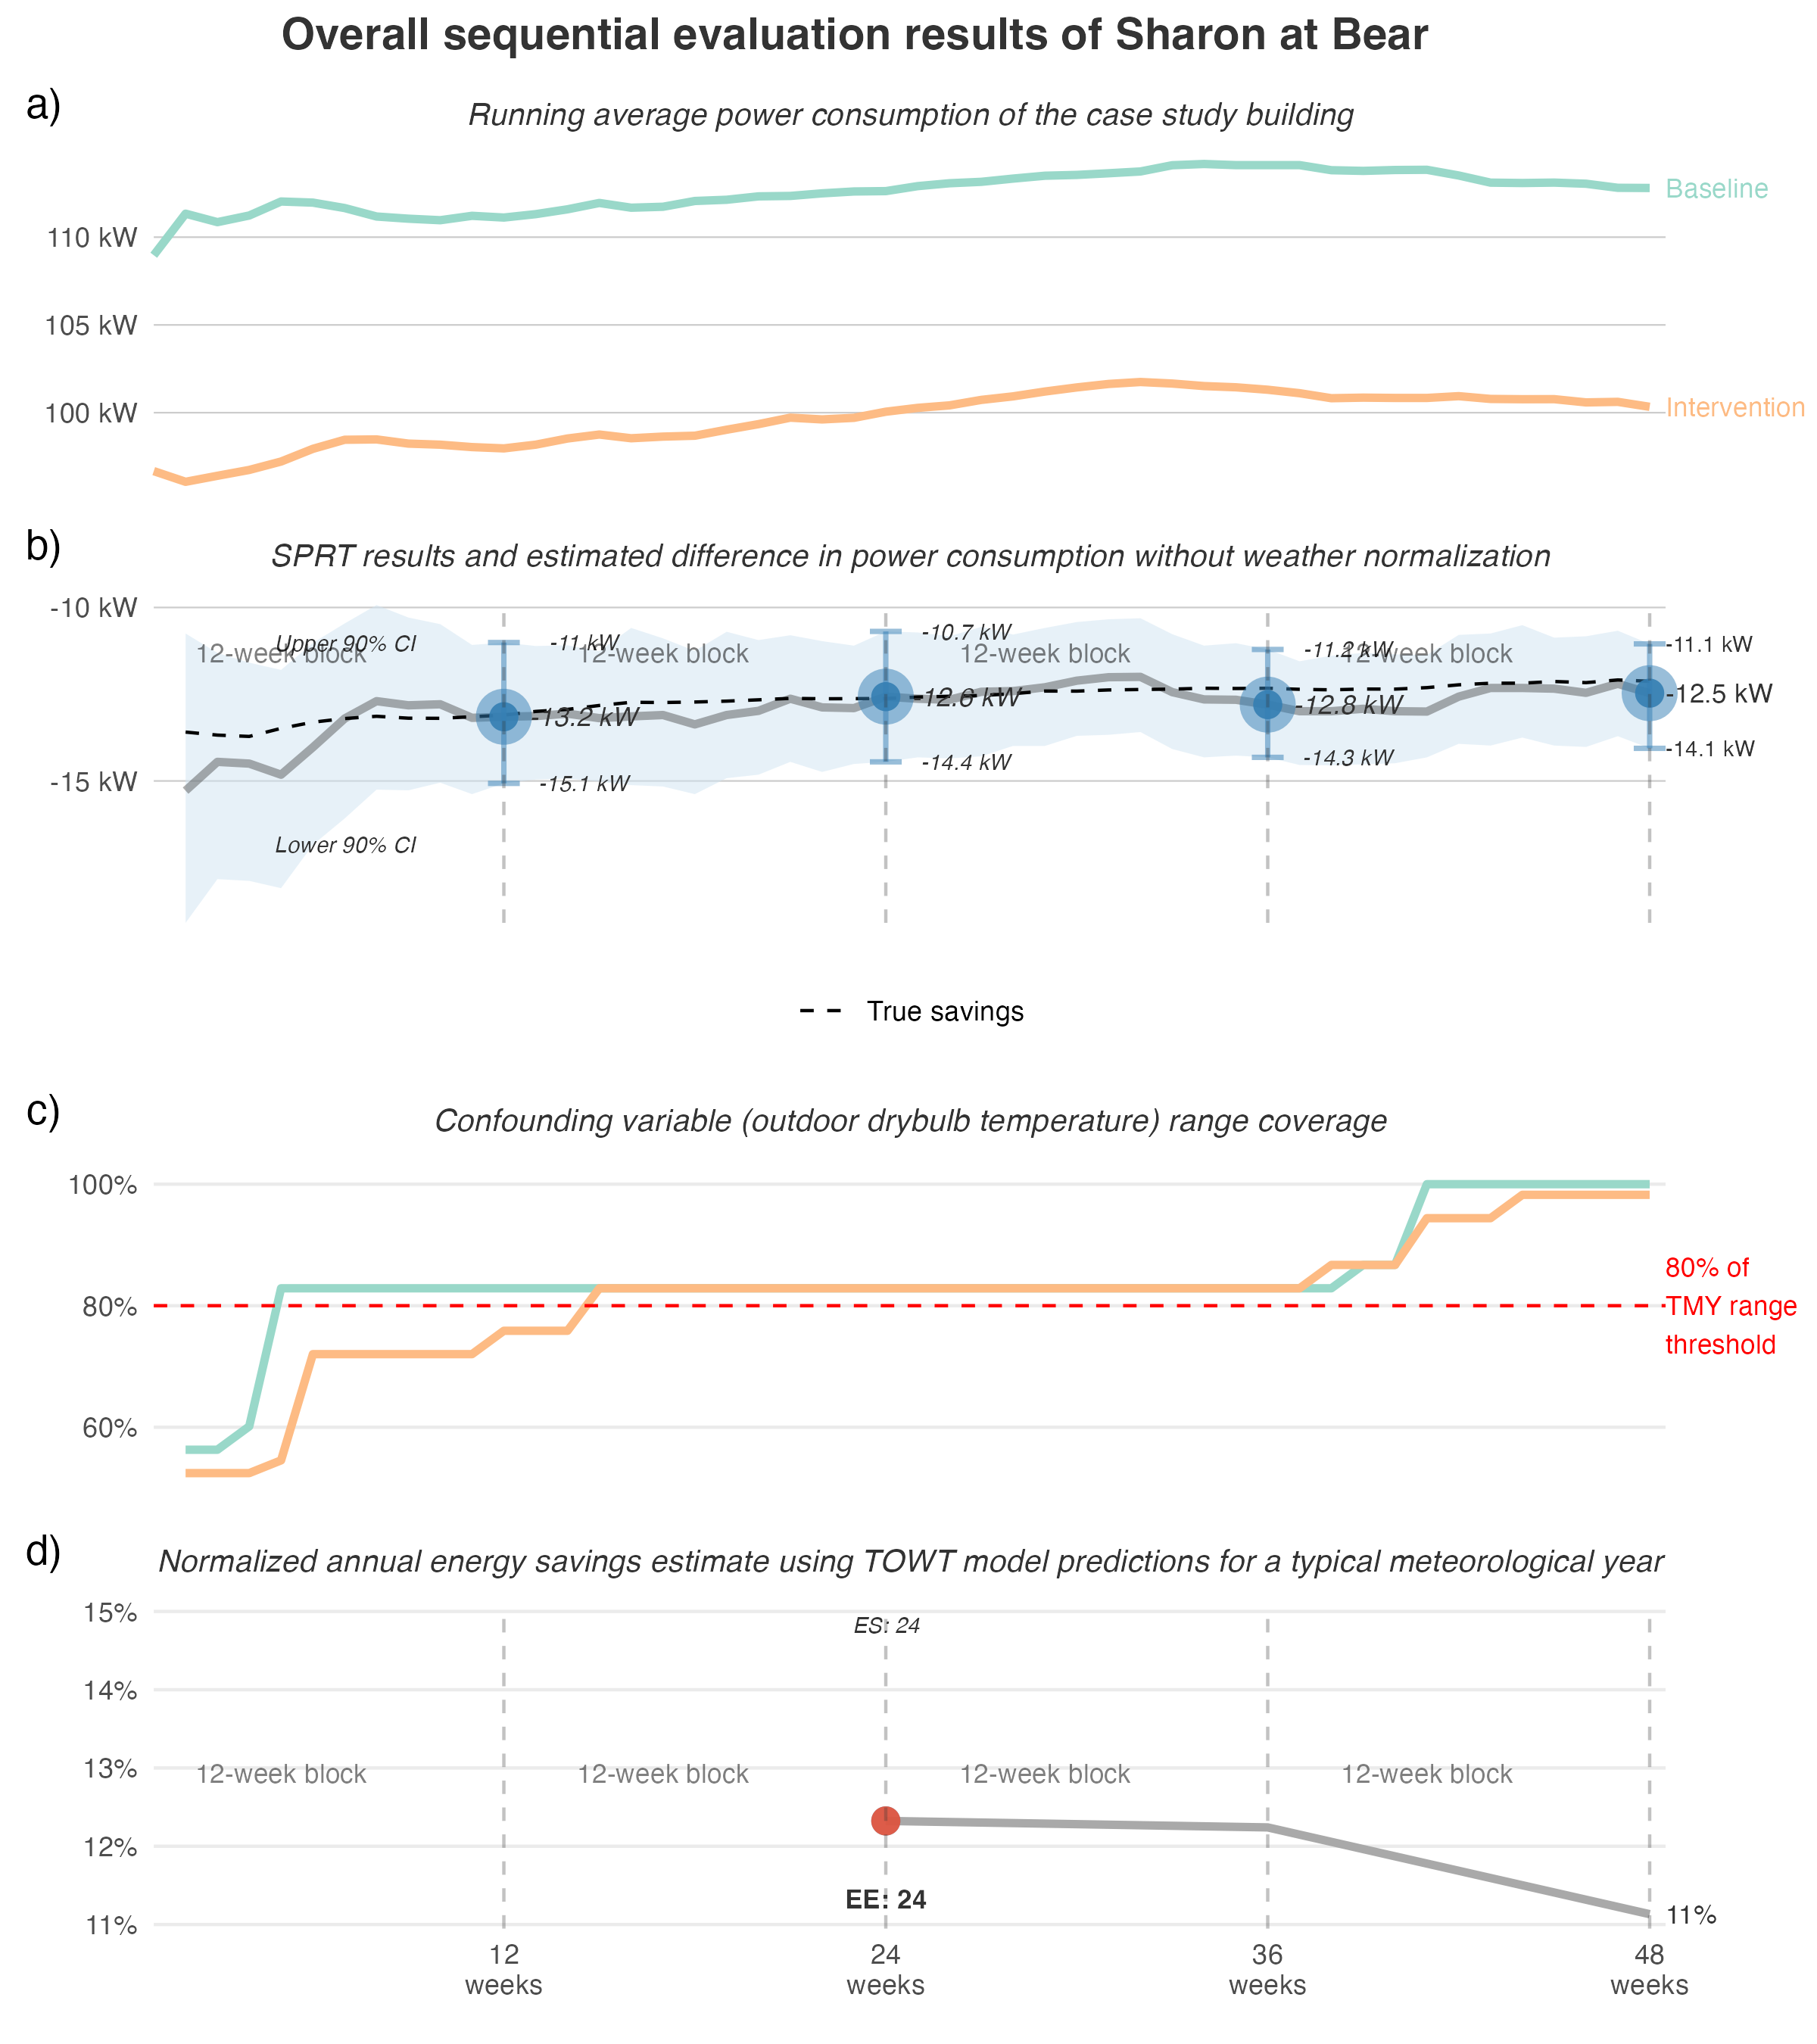 Overall sequential evaluation results of Sharon at Bear
a)
Running average power consumption of the case study building
110 kW
105 kW
100 kW
Baseline
Intervention
b)
SPRT results and estimated difference in power consumption without weather normalization
-10 kW
-15 kW
Upper 90% CI
12-week block
12-week block
12-week block
12-week block
Lower 90% CI
-11 kW
-13.2 kW
-15.1 kW
-10.7 kW
-12.6 kW
-14.4 kW
-11.2 kW
-12.8 kW
-14.3 kW
-11.1 kW
-12.5 kW
-14.1 kW
True savings
c)
Confounding variable (outdoor drybulb temperature) range coverage
100%
80%
60%
80% of
TMY range
threshold
d)
Normalized annual energy savings estimate using TOWT model predictions for a typical meteorological year
15%
14%
13%
12%
11%
ES: 24
12-week block
12-week block
12-week block
12-week block
EE: 24
11%
12
weeks
24
weeks
36
weeks
48
weeks